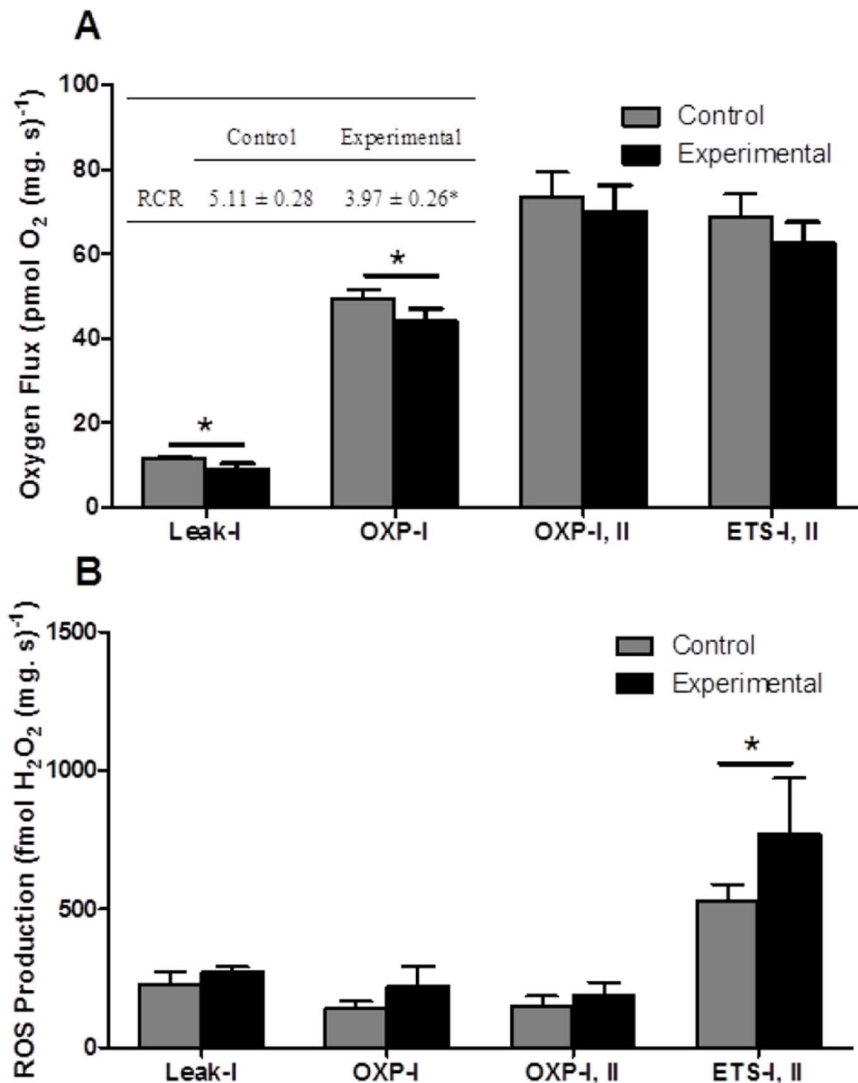 A
Oxygen Flux (pmol O₂ (mg. s)⁻¹)
100
80
60
40
20
0
Control Experimental
RCR 5.11 ± 0.28 3.97 ± 0.26*
Control
Experimental
*
*
Leak-I OXP-I OXP-I, II ETS-I, II
B
ROS Production (fmol H₂O₂ (mg. s)⁻¹)
1500
1000
500
0
Control
Experimental
*
Leak-I OXP-I OXP-I, II ETS-I, II